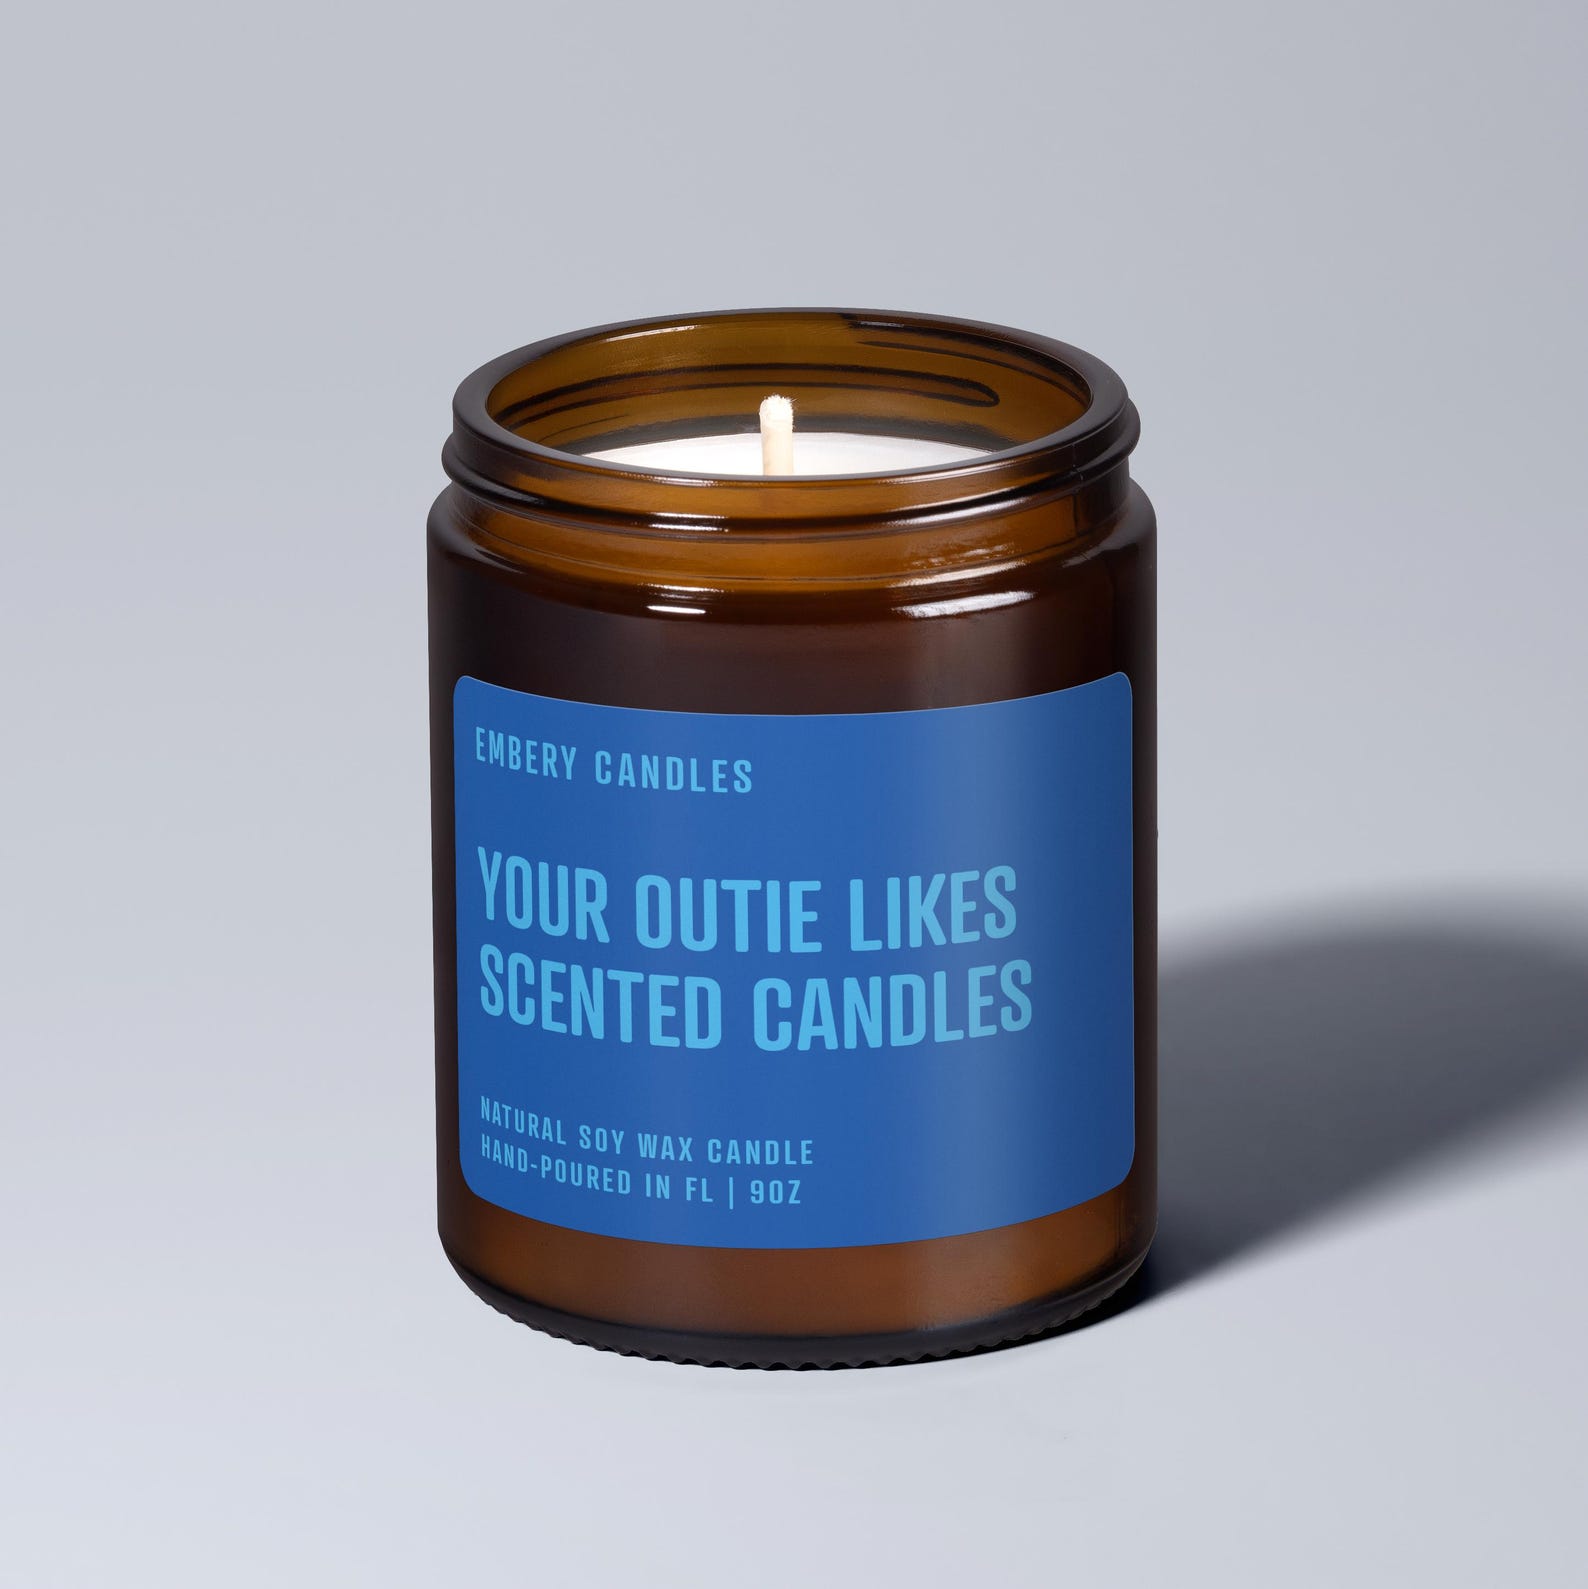 EMBERY CANDLES
YOUR OUTIE LIKES
SCENTED CANDLES
NATURAL SOY WAX CANDLE
HAND-POURED IN FL | 9OZ